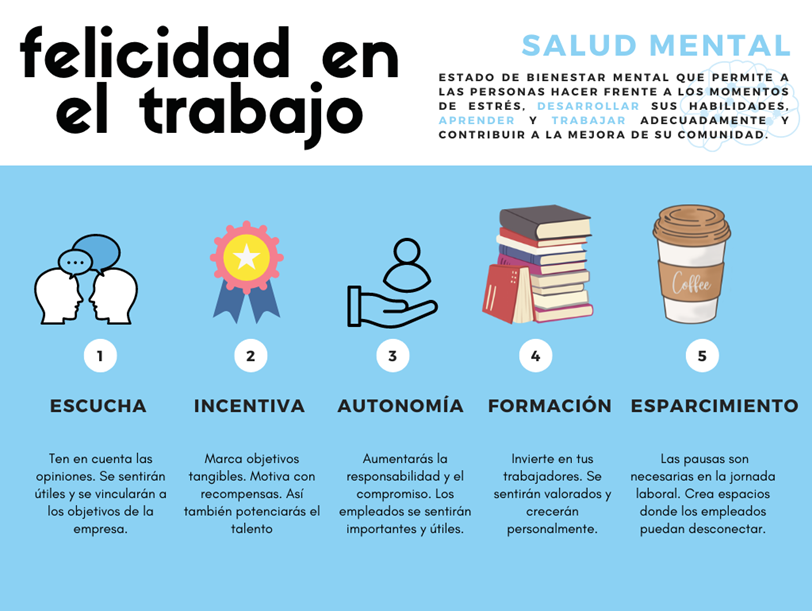 felicidad en
el trabajo
SALUD MENTAL
ESTADO DE BIENESTAR MENTAL QUE PERMITE A
LAS PERSONAS HACER FRENTE A LOS MOMENTOS
DE ESTRÉS, DESARROLLAR SUS HABILIDADES,
APRENDER Y TRABAJAR ADECUADAMENTE Y
CONTRIBUIR A LA MEJORA DE SU COMUNIDAD.
Coffee
1
ESCUCHA
Ten en cuenta las
opiniones. Se sentirán
útiles y se vincularán a
los objetivos de la
empresa.
2
INCENTIVA
Marca objetivos
tangibles. Motiva con
recompensas. Así
también potenciarás el
talento
3
AUTONOMÍA
Aumentarás la
responsabilidad y el
compromiso. Los
empleados se sentirán
importantes y útiles.
4
FORMACIÓN
Invierte en tus
trabajadores. Se
sentirán valorados y
crecerán
personalmente.
5
ESPARCIMIENTO
Las pausas son
necesarias en la jornada
laboral. Crea espacios
donde los empleados
puedan desconectar.